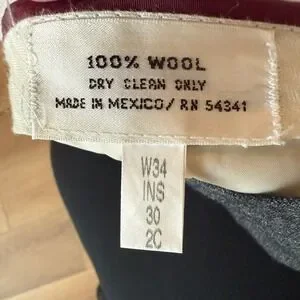 100% WOOL
DRY CLEAN ONLY
MADE IN MEXICO/ RN 54341
W34
INS
30
2C